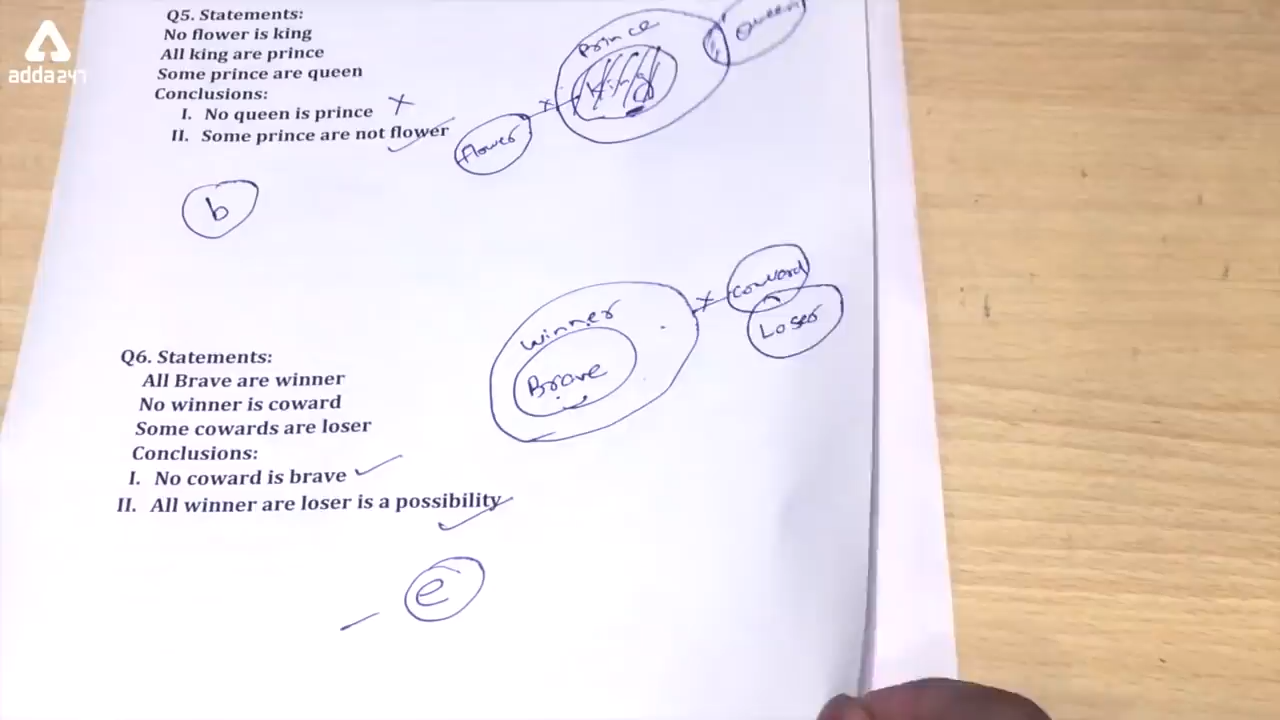 adda247
Q5. Statements:
No flower is king
All king are prince
Some prince are queen
Conclusions:
I. No queen is prince
II. Some prince are not flower
b
Prince
King
Queen
flower
Q6. Statements:
All Brave are winner
No winner is coward
Some cowards are loser
Conclusions:
I. No coward is brave
II. All winner are loser is a possibility
e
Winner
Brave
coward
Loser